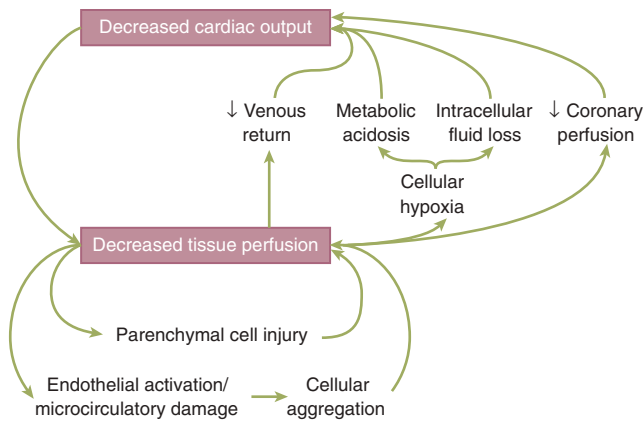 Decreased cardiac output
↓ Venous
return
Metabolic
acidosis
Intracellular
fluid loss
↓ Coronary
perfusion
Cellular
hypoxia
Decreased tissue perfusion
Parenchymal cell injury
Endothelial activation/
microcirculatory damage
Cellular
aggregation